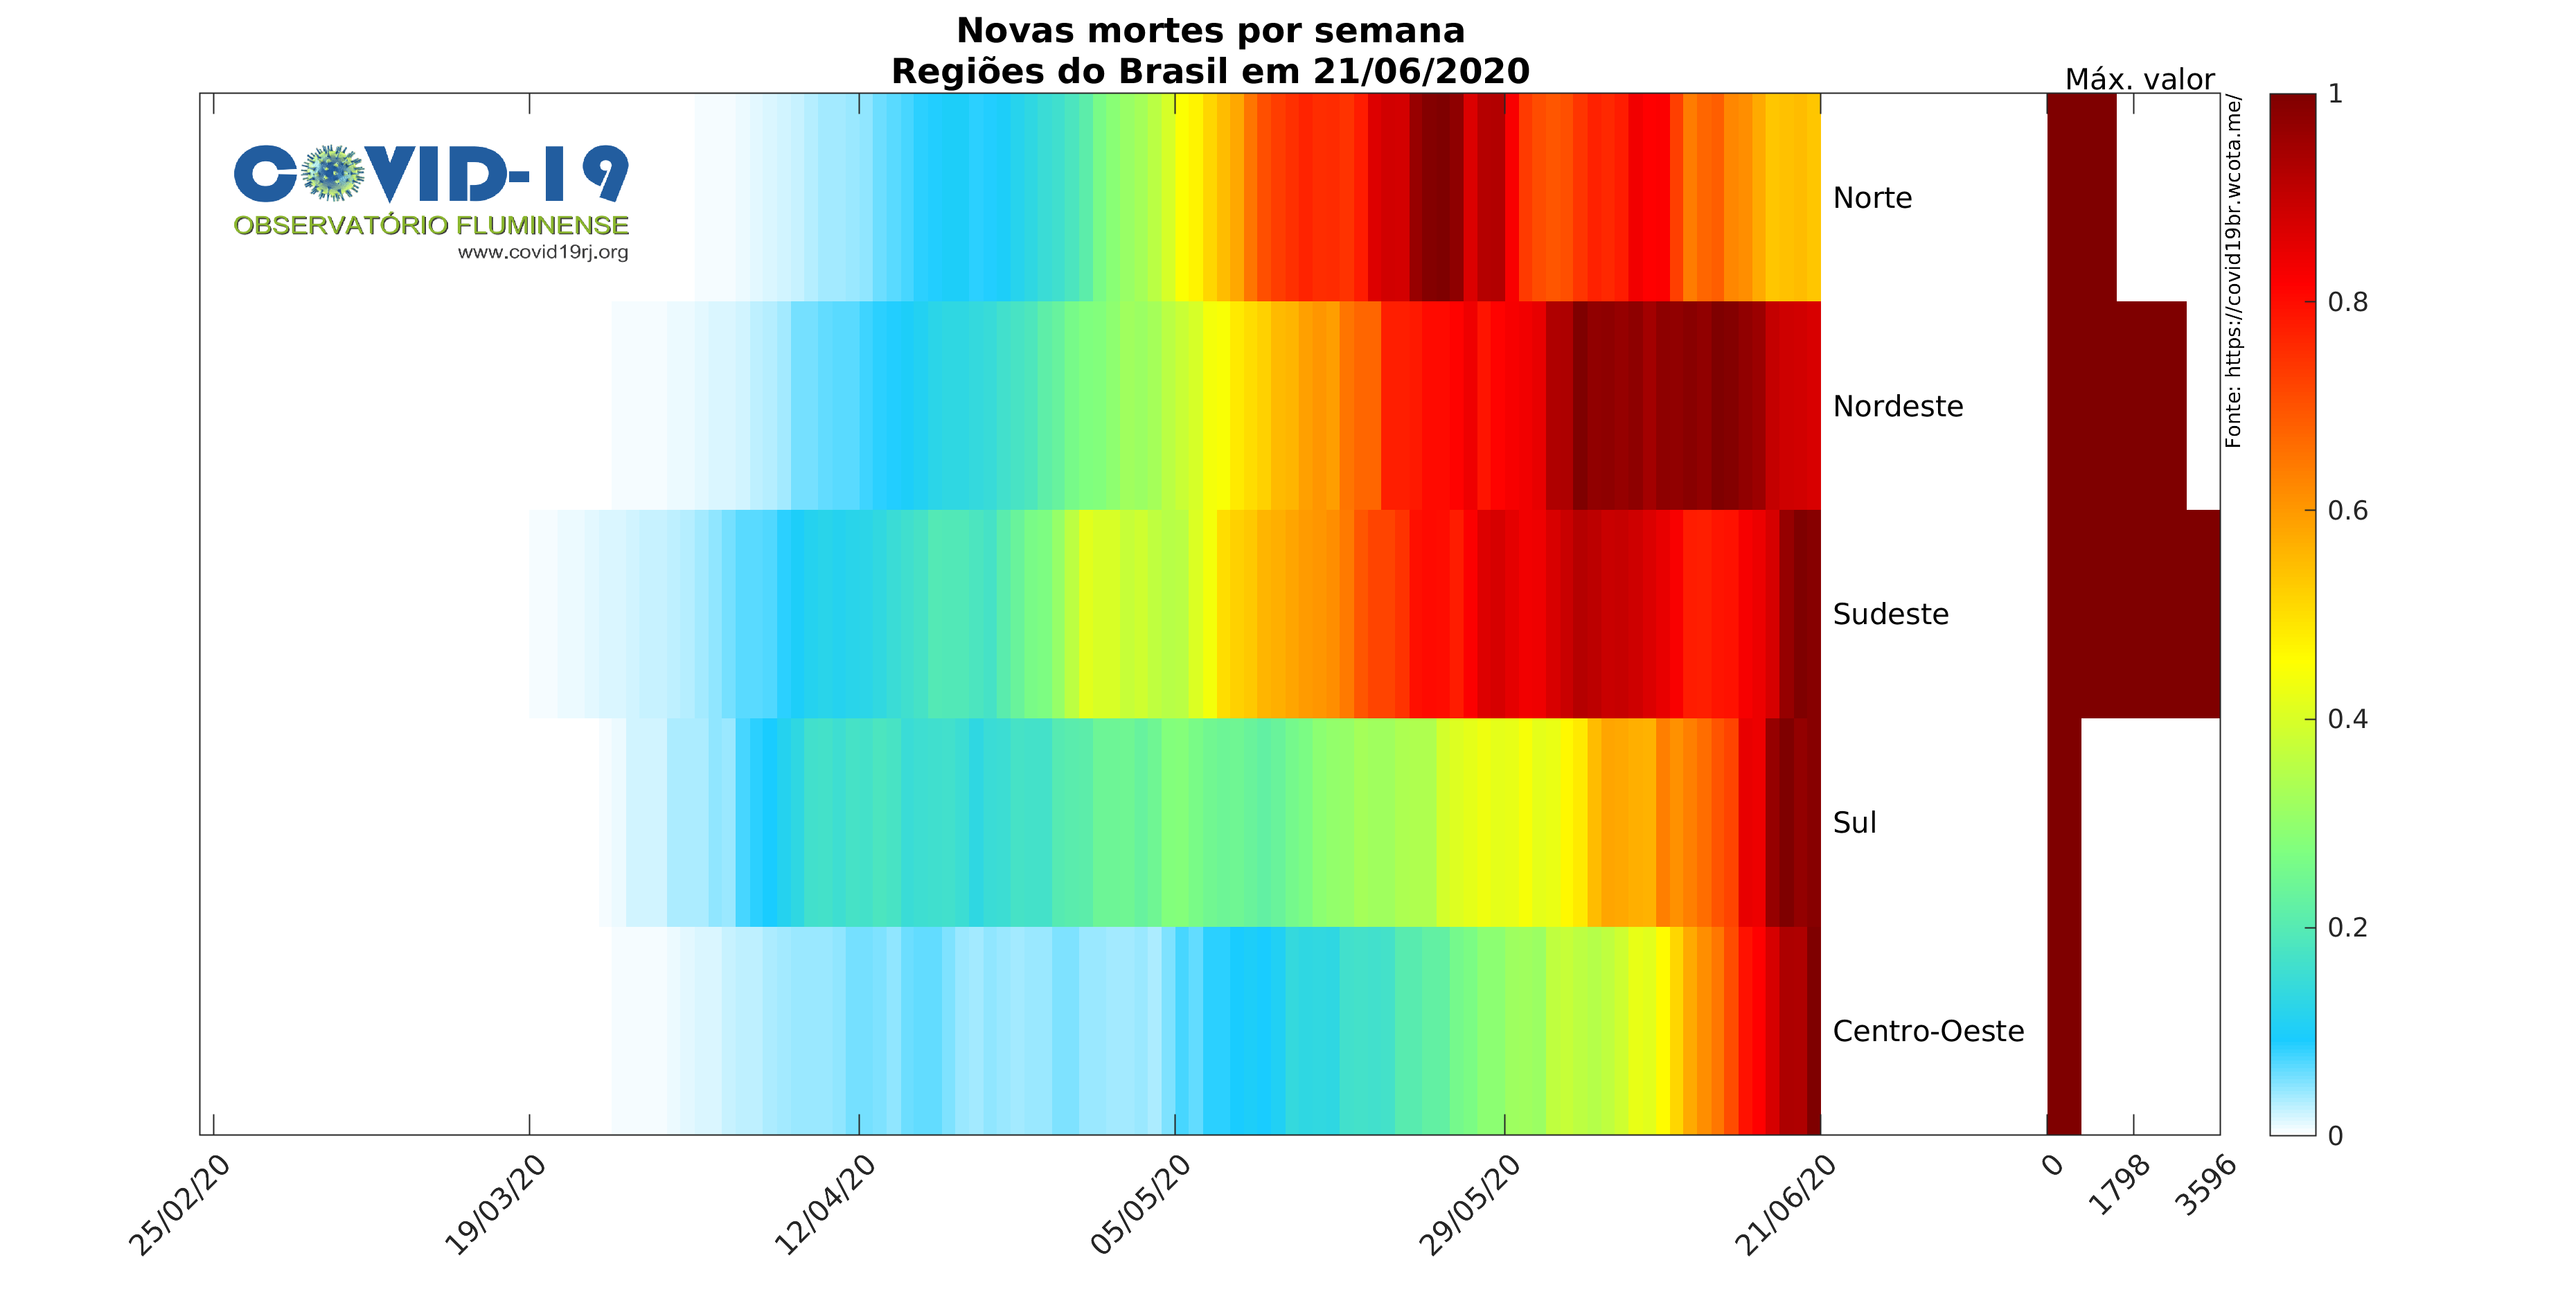 Novas mortes por semana
Regiões do Brasil em 21/06/2020
Máx. valor
COVID-19
OBSERVATÓRIO FLUMINENSE
www.covid19rj.org
Norte
Nordeste
Sudeste
Sul
Centro-Oeste
Fonte: https://covid19br.wcota.me/
1
0.8
0.6
0.4
0.2
0
25/02/20
19/03/20
12/04/20
05/05/20
29/05/20
21/06/20
0
1798
3596